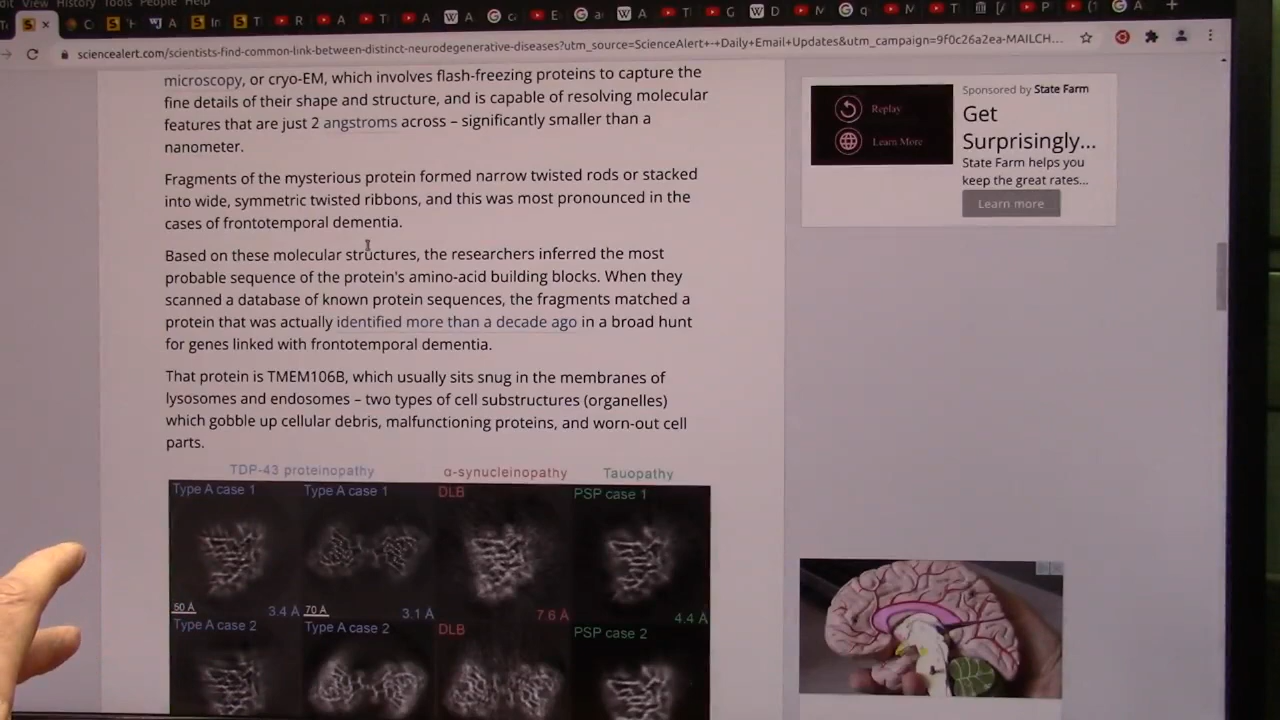 View History Tools People Help
sciencealert.com/scientists-find-common-link-between-distinct-neurodegenerative-diseases?utm_source=ScienceAlert+-+Daily+Email+Updates&utm_campaign=9f0c26a2ea-MAILCH...
microscopy, or cryo-EM, which involves flash-freezing proteins to capture the
fine details of their shape and structure, and is capable of resolving molecular
features that are just 2 angstroms across – significantly smaller than a
nanometer.
Fragments of the mysterious protein formed narrow twisted rods or stacked
into wide, symmetric twisted ribbons, and this was most pronounced in the
cases of frontotemporal dementia.
Based on these molecular structures, the researchers inferred the most
probable sequence of the protein's amino-acid building blocks. When they
scanned a database of known protein sequences, the fragments matched a
protein that was actually identified more than a decade ago in a broad hunt
for genes linked with frontotemporal dementia.
That protein is TMEM106B, which usually sits snug in the membranes of
lysosomes and endosomes – two types of cell substructures (organelles)
which gobble up cellular debris, malfunctioning proteins, and worn-out cell
parts.
TDP-43 proteinopathy α-synucleinopathy Tauopathy
Type A case 1 Type A case 1 DLB PSP case 1
50 Å 3.4 Å 70 Å 3.1 Å 7.6 Å 4.4 Å
Type A case 2 Type A case 2 DLB PSP case 2
Replay
Learn More
Sponsored by State Farm
Get
Surprisingly...
State Farm helps you
keep the great rates...
Learn more